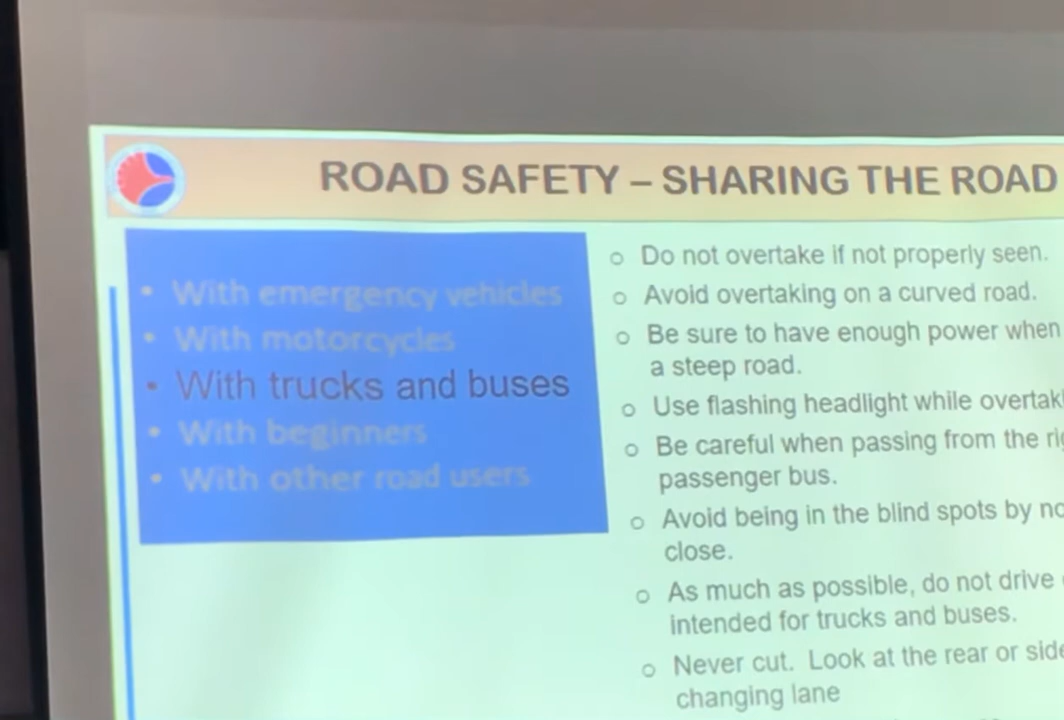 ROAD SAFETY – SHARING THE ROAD
• With emergency vehicles
• With motorcycles
• With trucks and buses
• With beginners
• With other road users
o Do not overtake if not properly seen.
o Avoid overtaking on a curved road.
o Be sure to have enough power when
a steep road.
o Use flashing headlight while
o Be careful when passing from the
passenger bus.
o Avoid being in the blind spots by
close.
o As much as possible, do not drive
intended for trucks and buses.
o Never cut. Look at the rear or
changing lane